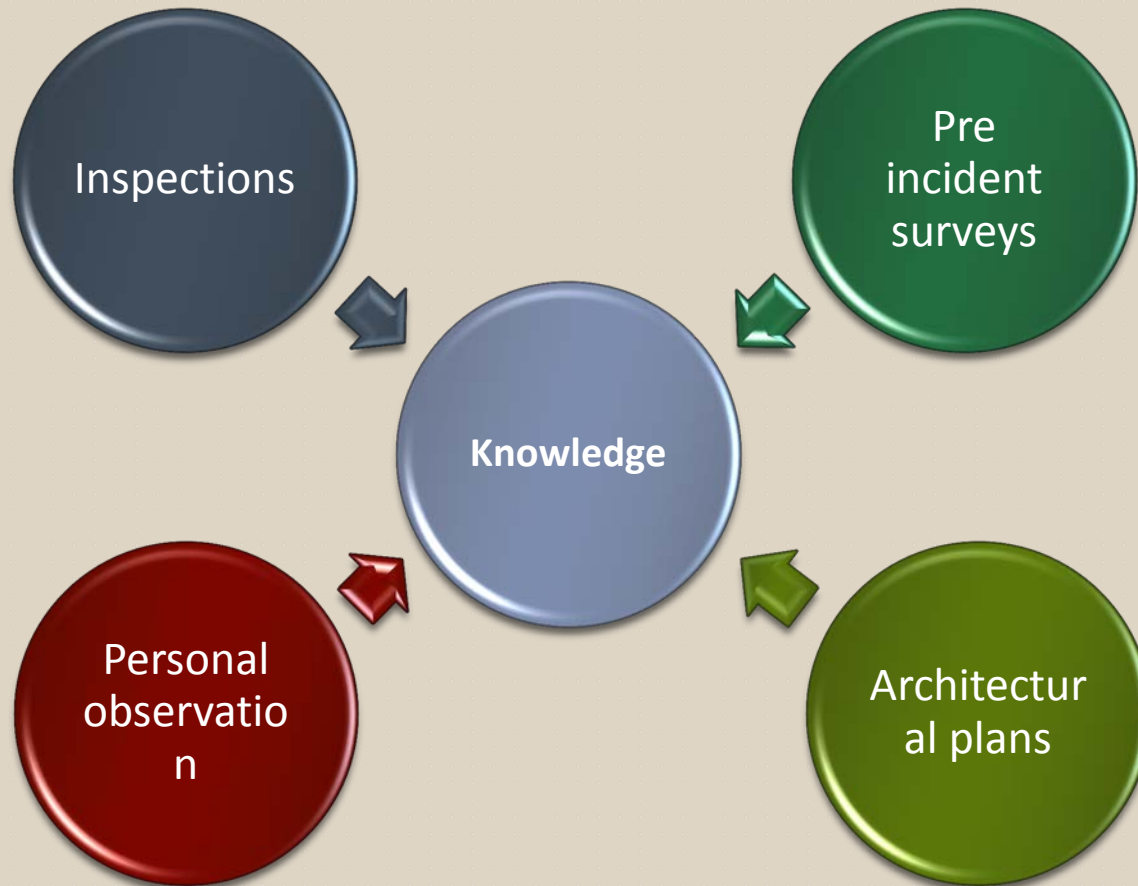 Inspections
Pre
incident
surveys
Knowledge
Personal
observatio
n
Architectur
al plans